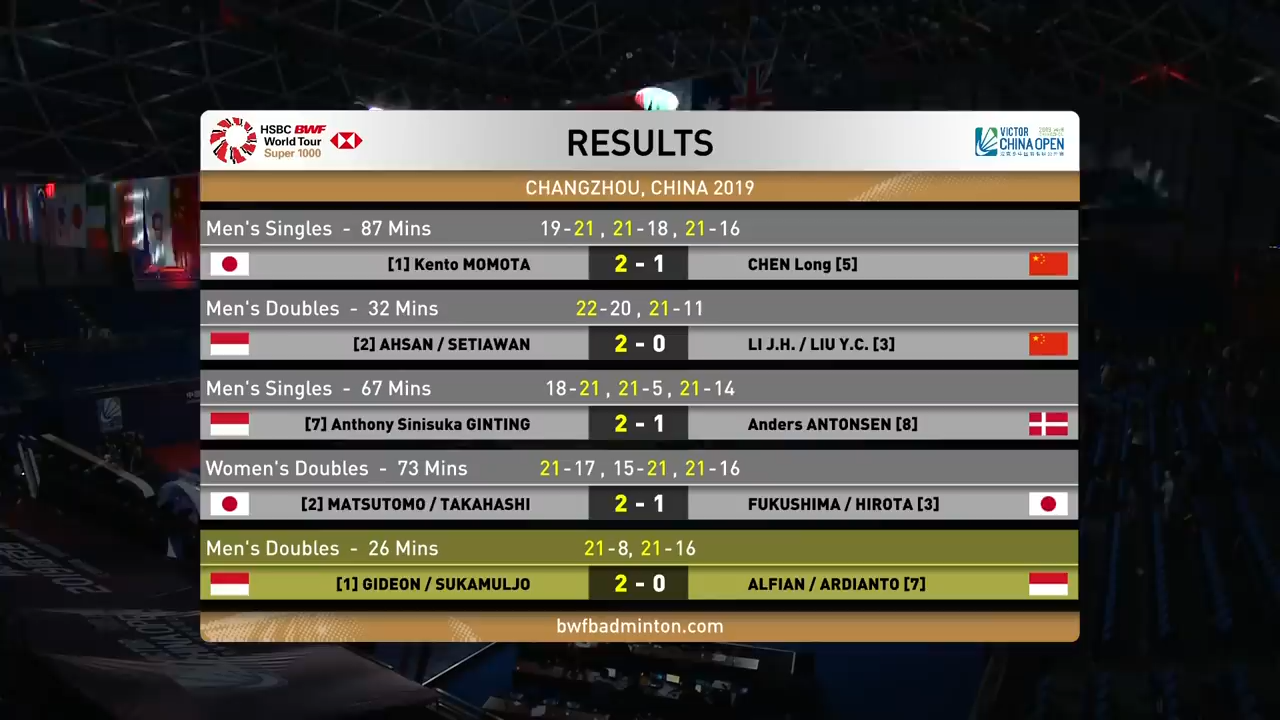 HSBC BWF
World Tour
Super 1000
RESULTS
VICTOR
CHINA OPEN
CHANGZHOU, CHINA 2019
Men's Singles - 87 Mins 19-21 , 21-18 , 21-16
[1] Kento MOMOTA 2 - 1 CHEN Long [5]
Men's Doubles - 32 Mins 22-20 , 21-11
[2] AHSAN / SETIAWAN 2 - 0 LI J.H. / LIU Y.C. [3]
Men's Singles - 67 Mins 18-21 , 21-5 , 21-14
[7] Anthony Sinisuka GINTING 2 - 1 Anders ANTONSEN [8]
Women's Doubles - 73 Mins 21-17 , 15-21 , 21-16
[2] MATSUTOMO / TAKAHASHI 2 - 1 FUKUSHIMA / HIROTA [3]
Men's Doubles - 26 Mins 21-8, 21-16
[1] GIDEON / SUKAMULJO 2 - 0 ALFIAN / ARDIANTO [7]
bwfbadminton.com